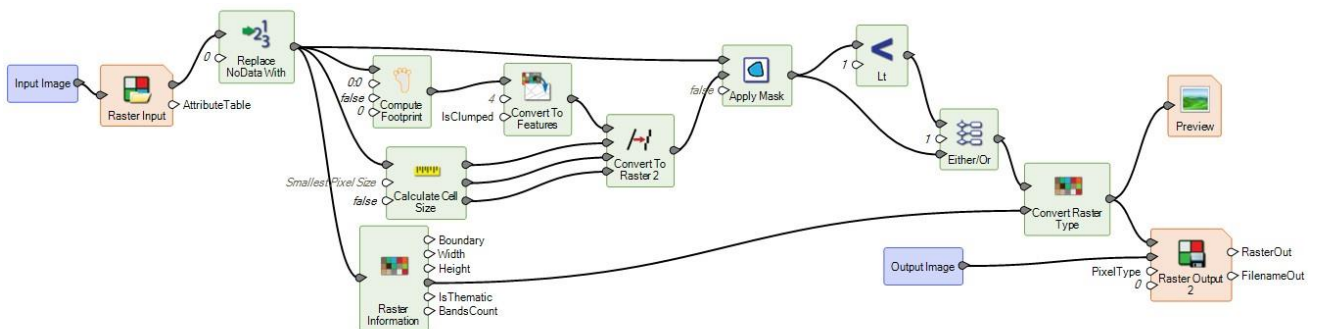 Input Image
Raster Input
AttributeTable
0
1
2
3
Replace
NoData With
0:0
false
0
Compute
Footprint
4
IsClumped
Convert To
Features
Smallest Pixel Size
false
Calculate Cell
Size
Convert To
Raster 2
false
Apply Mask
1
Lt
1
Either/Or
Boundary
Width
Height
IsThematic
BandsCount
Raster
Information
Convert Raster
Type
Preview
Output Image
PixelType
0
Raster Output
2
RasterOut
FilenameOut